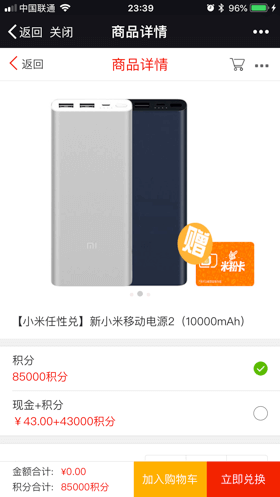 中国联通 23:39 96%
返回 关闭 商品详情
返回 商品详情
mi
赠
米粉卡
【小米任性兑】新小米移动电源2（10000mAh）
积分
85000积分
现金+积分
￥43.00+43000积分
金额合计: ¥0.00
积分合计: 85000积分
加入购物车
立即兑换